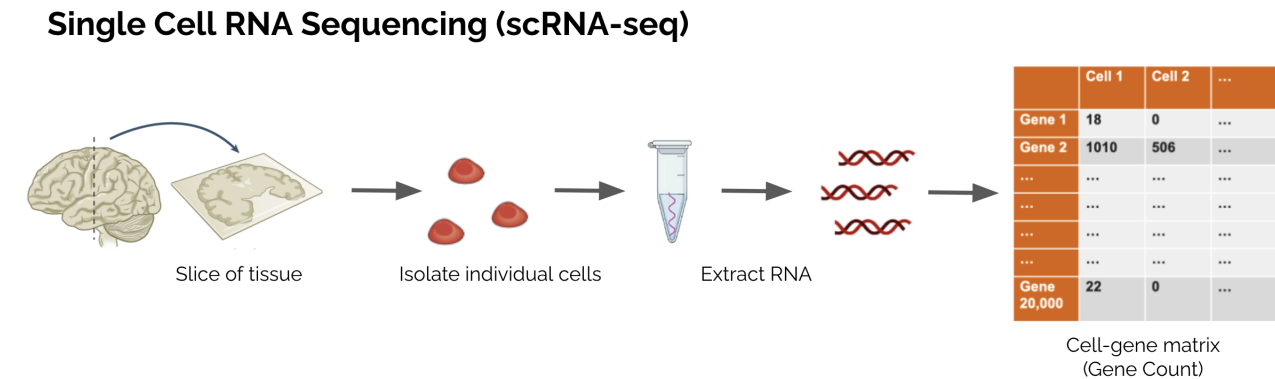 Single Cell RNA Sequencing (scRNA-seq)
Slice of tissue
Isolate individual cells
Extract RNA
Cell 1 Cell 2 ...
Gene 1 18 0 ...
Gene 2 1010 506 ...
... ... ... ...
... ... ... ...
... ... ... ...
... ... ... ...
Gene 20,000 22 0 ...
Cell-gene matrix
(Gene Count)